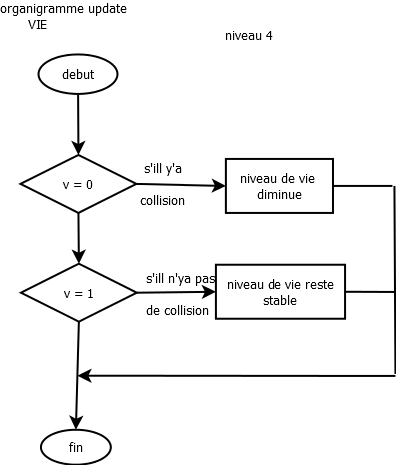 organigramme update
VIE
niveau 4
debut
s'ill y'a
v = 0
collision
niveau de vie
diminue
s'ill n'ya pas
v = 1
de collision
niveau de vie reste
stable
fin